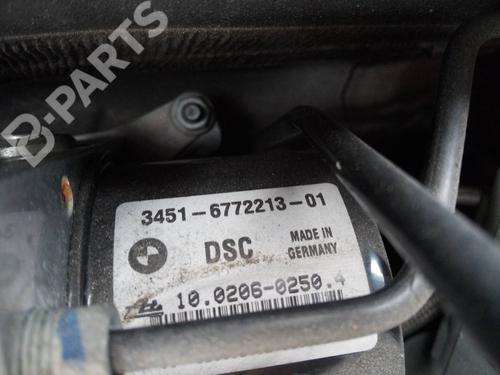 B-PARTS
3451-6772213-01
DSC
MADE IN
GERMANY
10.0206-0250.4